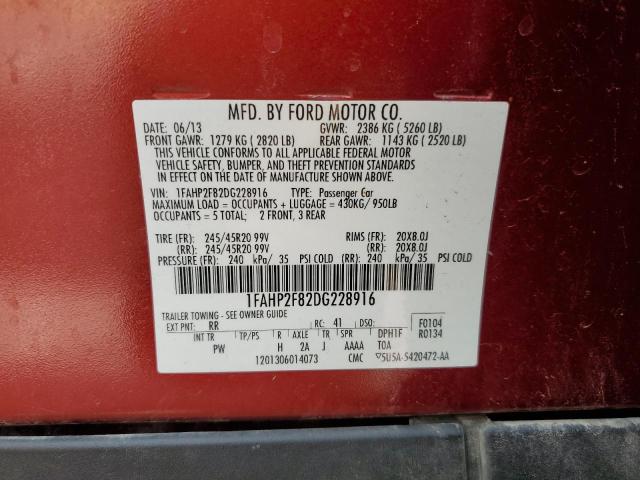 MFD. BY FORD MOTOR CO.
DATE: 06/13 GVWR: 2386 KG ( 5260 LB)
FRONT GAWR: 1279 KG ( 2820 LB) REAR GAWR: 1143 KG ( 2520 LB)
THIS VEHICLE CONFORMS TO ALL APPLICABLE FEDERAL MOTOR
VEHICLE SAFETY, BUMPER, AND THEFT PREVENTION STANDARDS
IN EFFECT ON THE DATE OF MANUFACTURE SHOWN ABOVE.
VIN: 1FAHP2F82DG228916 TYPE: Passenger Car
MAXIMUM LOAD = OCCUPANTS + LUGGAGE = 430KG/ 950LB
OCCUPANTS = 5 TOTAL; 2 FRONT, 3 REAR
TIRE (FR): 245/45R20 99V RIMS (FR): 20X8.0J
(RR): 245/45R20 99V (RR): 20X8.0J
PRESSURE (FR): 240 kPa/ 35 PSI COLD (RR): 240 kPa/ 35 PSI COLD
1FAHP2F82DG228916
TRAILER TOWING - SEE OWNER GUIDE
EXT PNT: RR RC: 41 DSO: F0104
INT TR TP/PS R AXLE TR SPR DPH1F R0134
PW H 2A J AAAA TOA
1201306014073 CMC 5U5A-S420472-AA